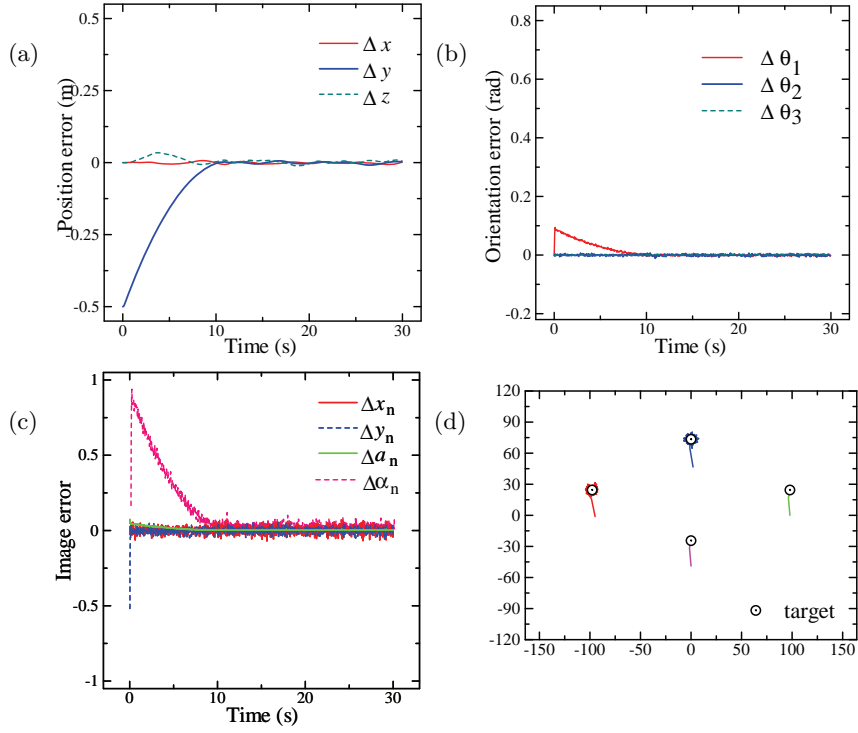 (a)
0.5
0.25
0
-0.25
-0.5
Position error (m)
Δ x
Δ y
Δ z
0
10
20
30
Time (s)
(b)
0.8
0.6
0.4
0.2
0
-0.2
Orientation error (rad)
Δ θ1
Δ θ2
Δ θ3
0
10
20
30
Time (s)
(c)
1
0.5
0
-0.5
-1
Image error
Δxn
Δyn
Δan
Δαn
0
10
20
30
Time (s)
(d)
120
90
60
30
0
-30
-60
-90
-120
target
-150
-100
-50
0
50
100
150